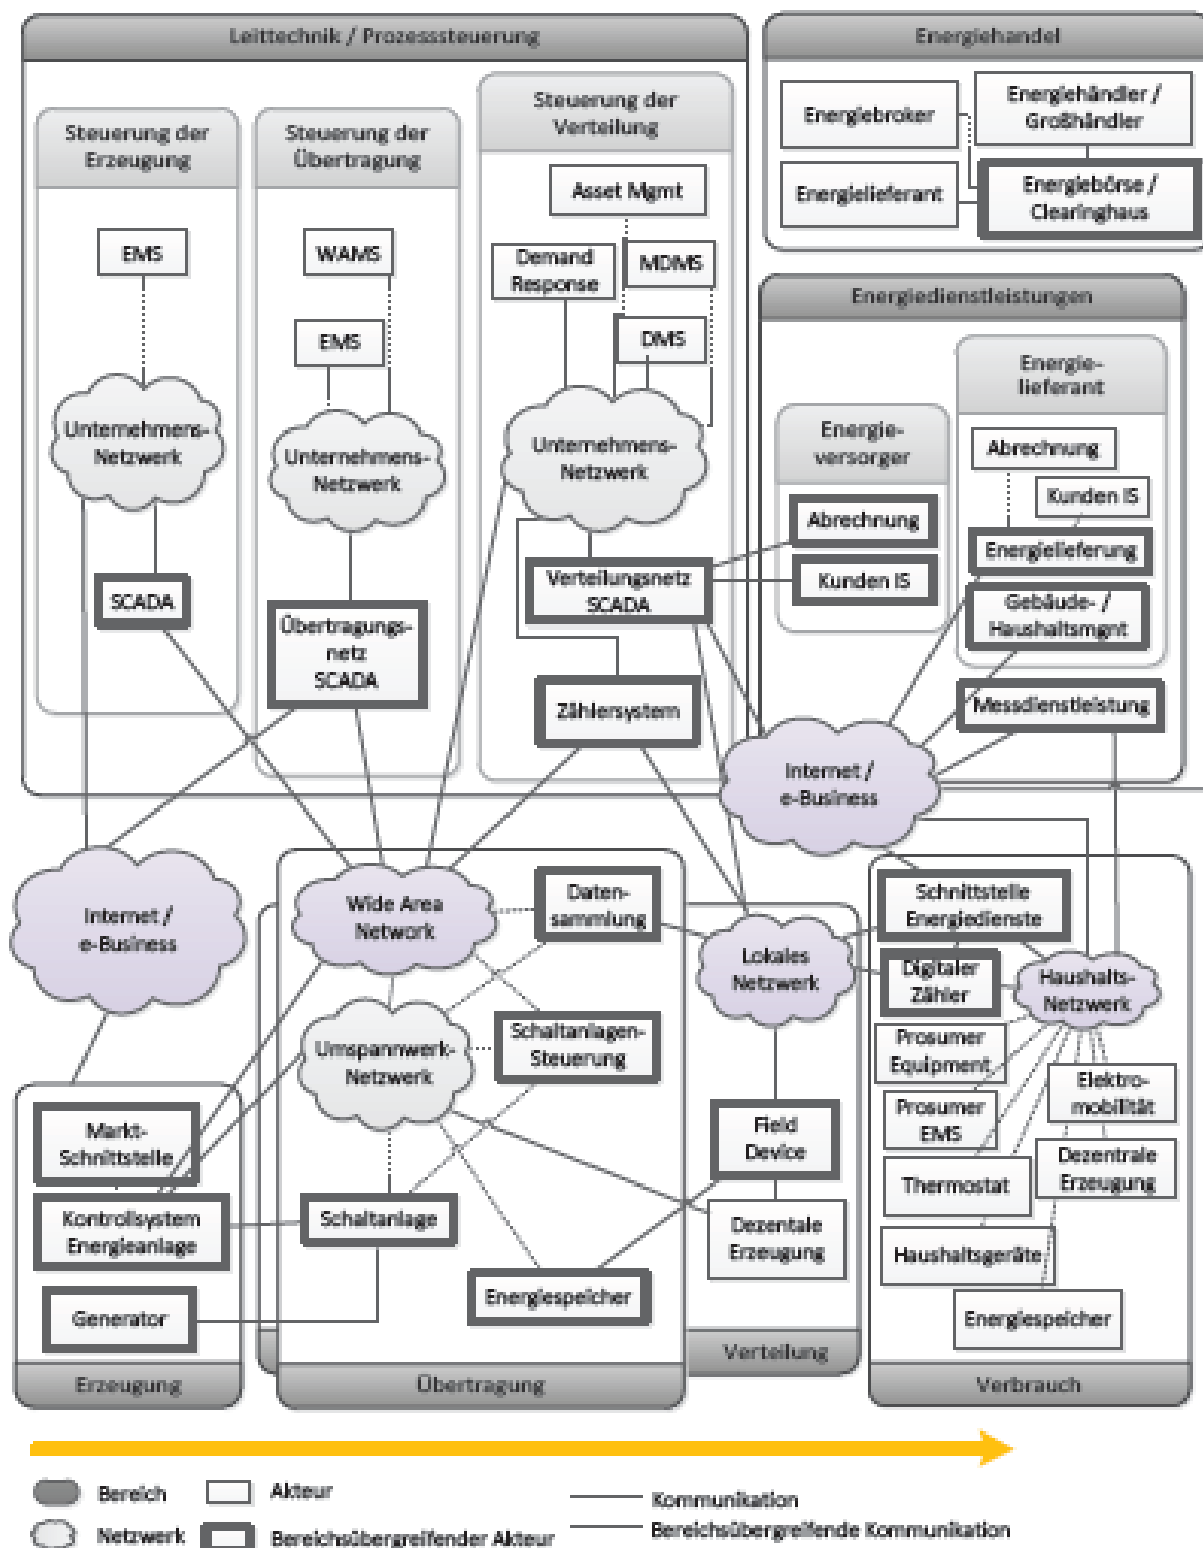 Leittechnik / Prozesssteuerung
Steuerung der
Erzeugung
EMS
Unternehmens-
Netzwerk
SCADA
Steuerung der
Übertragung
WAMS
EMS
Unternehmens-
Netzwerk
Übertragungs-
netz
SCADA
Steuerung der
Verteilung
Asset Mgmt
Demand
Response
MDMS
DMS
Unternehmens-
Netzwerk
Verteilungsnetz
SCADA
Zählersystem
Energiehandel
Energiebroker
Energiehändler /
Großhändler
Energielieferant
Energiebörse /
Clearinghaus
Energiedienstleistungen
Energie-
versorger
Abrechnung
Kunden IS
Energie-
lieferant
Abrechnung
Kunden IS
Energielieferung
Gebäude- /
Haushaltsmgnt
Messdienstleistung
Internet /
e-Business
Internet /
e-Business
Markt-
Schnittstelle
Kontrollsystem
Energieanlage
Generator
Erzeugung
Wide Area
Network
Daten-
sammlung
Umspannwerk-
Netzwerk
Schaltanlagen-
Steuerung
Schaltanlage
Energiespeicher
Übertragung
Lokales
Netzwerk
Field
Device
Dezentale
Erzeugung
Verteilung
Schnittstelle
Energiedienste
Digitaler
Zähler
Haushalts-
Netzwerk
Prosumer
Equipment
Prosumer
EMS
Elektro-
mobilität
Thermostat
Dezentrale
Erzeugung
Haushaltsgeräte
Energiespeicher
Verbrauch
Bereich
Akteur
Kommunikation
Netzwerk
Bereichsübergreifender Akteur
Bereichsübergreifende Kommunikation